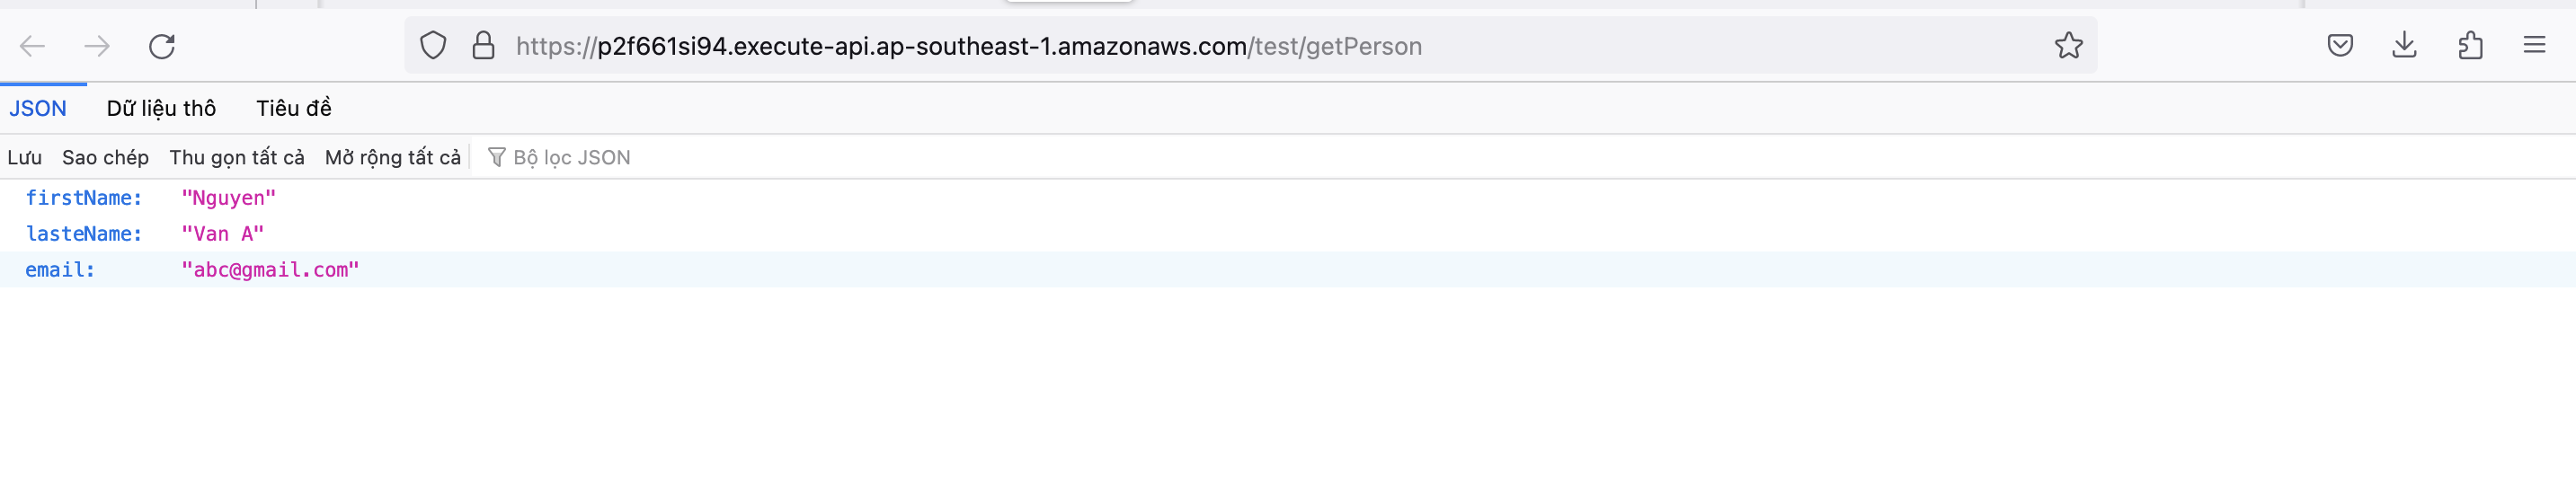 https://p2f661si94.execute-api.ap-southeast-1.amazonaws.com/test/getPerson
JSON Dữ liệu thô Tiêu đề
Lưu Sao chép Thu gọn tất cả Mở rộng tất cả Bộ lọc JSON
firstName: "Nguyen"
lasteName: "Van A"
email: "abc@gmail.com"